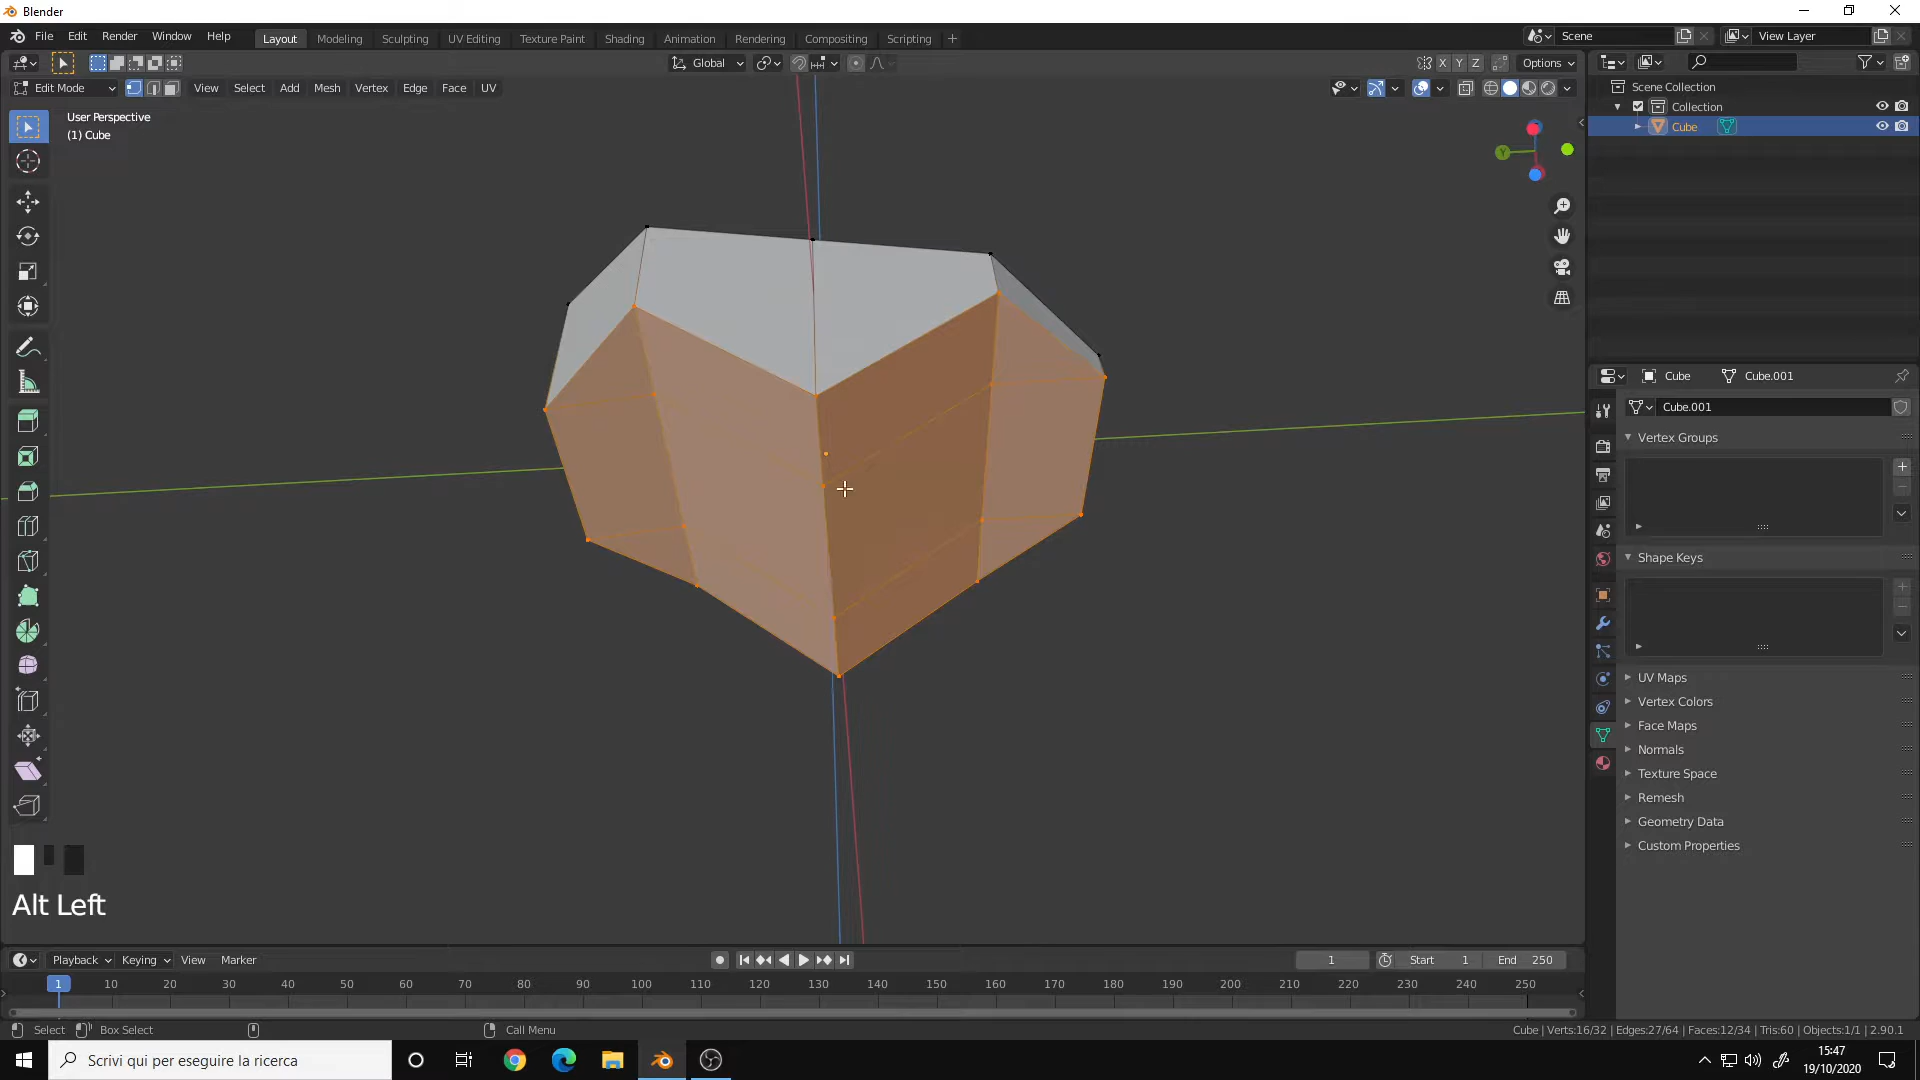 Blender
File Edit Render Window Help
Layout Modeling Sculpting UV Editing Texture Paint Shading Animation Rendering Compositing Scripting +
Scene
View Layer
Global
X Y Z
Options
Edit Mode
View Select Add Mesh Vertex Edge Face UV
User Perspective
(1) Cube
Y
Scene Collection
Collection
Cube
Cube
Cube.001
Cube.001
Vertex Groups
Shape Keys
UV Maps
Vertex Colors
Face Maps
Normals
Texture Space
Remesh
Geometry Data
Custom Properties
Alt Left
Playback Keying View Marker
1
Start 1
End 250
1 10 20 30 40 50 60 70 80 90 100 110 120 130 140 150 160 170 180 190 200 210 220 230 240 250
Select
Box Select
Call Menu
Cube | Verts:16/32 | Edges:27/64 | Faces:12/34 | Tris:60 | Objects:1/1 | 2.90.1
Scrivi qui per eseguire la ricerca
15:47
19/10/2020